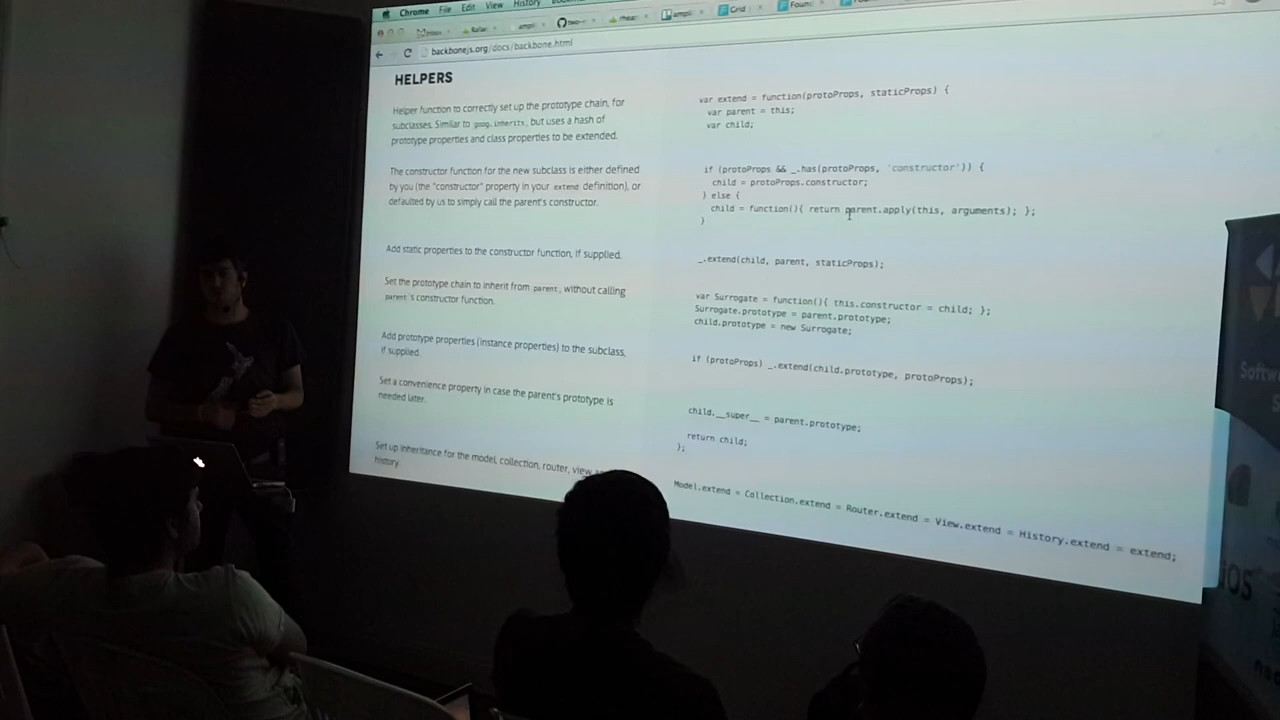 Chrome File Edit View History
backbonejs.org/docs/backbone.html
HELPERS
Helper function to correctly set up the prototype chain, for
subclasses. Similar to goog.inherits, but uses a hash of
prototype properties and class properties to be extended.
The constructor function for the new subclass is either defined
by you (the "constructor" property in your extend definition), or
defaulted by us to simply call the parent's constructor.
Add static properties to the constructor function, if supplied.
Set the prototype chain to inherit from parent, without calling
parent's constructor function.
Add prototype properties (instance properties) to the subclass,
if supplied.
Set a convenience property in case the parent's prototype is
needed later.
Set up inheritance for the model, collection, router, view
history.
var extend = function(protoProps, staticProps) {
var parent = this;
var child;
if (protoProps && _.has(protoProps, 'constructor')) {
child = protoProps.constructor;
} else {
child = function(){ return parent.apply(this, arguments); };
}
_.extend(child, parent, staticProps);
var Surrogate = function(){ this.constructor = child; };
Surrogate.prototype = parent.prototype;
child.prototype = new Surrogate;
if (protoProps) _.extend(child.prototype, protoProps);
child.__super__ = parent.prototype;
return child;
};
Model.extend = Collection.extend = Router.extend = View.extend = History.extend = extend;
Softw
iOS